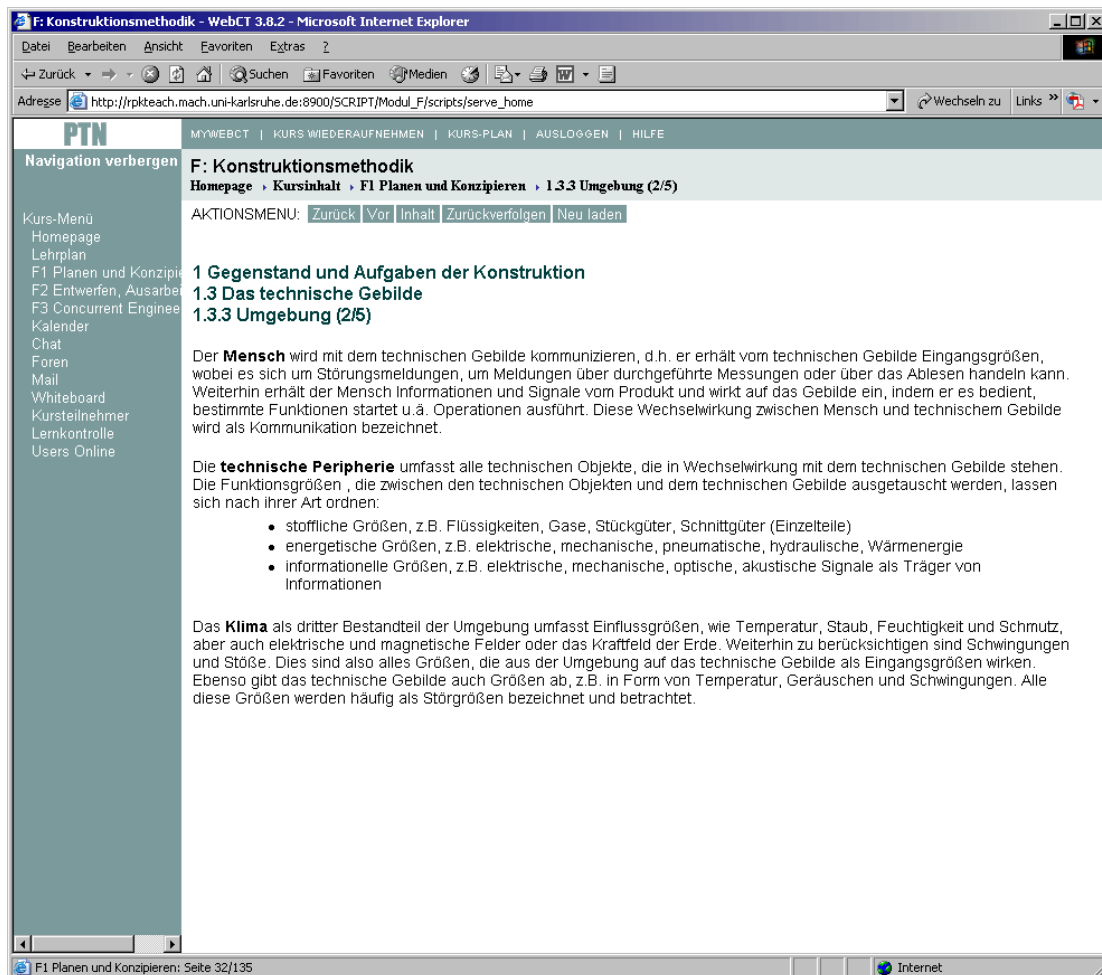 F: Konstruktionsmethodik - WebCT 3.8.2 - Microsoft Internet Explorer
Datei Bearbeiten Ansicht Favoriten Extras ?
Zurück Suchen Favoriten Medien
Adresse http://rpkteach.mach.uni-karlsruhe.de:8900/SCRIPT/Modul_F/scripts/serve_home Wechseln zu Links »
PTN
MYWEBCT | KURS WIEDERAUFNEHMEN | KURS-PLAN | AUSLOGGEN | HILFE
Navigation verbergen
F: Konstruktionsmethodik
Homepage › Kursinhalt › F1 Planen und Konzipieren › 1.3.3 Umgebung (2/5)
AKTIONSMENU: Zurück Vor Inhalt Zurückverfolgen Neu laden
Kurs-Menü
Homepage
Lehrplan
F1 Planen und Konzipie
F2 Entwerfen, Ausarbei
F3 Concurrent Enginee
Kalender
Chat
Foren
Mail
Whiteboard
Kursteilnehmer
Lernkontrolle
Users Online
1 Gegenstand und Aufgaben der Konstruktion
1.3 Das technische Gebilde
1.3.3 Umgebung (2/5)
Der Mensch wird mit dem technischen Gebilde kommunizieren, d.h. er erhält vom technischen Gebilde Eingangsgrößen,
wobei es sich um Störungsmeldungen, um Meldungen über durchgeführte Messungen oder über das Ablesen handeln kann.
Weiterhin erhält der Mensch Informationen und Signale vom Produkt und wirkt auf das Gebilde ein, indem er es bedient,
bestimmte Funktionen startet u.ä. Operationen ausführt. Diese Wechselwirkung zwischen Mensch und technischem Gebilde
wird als Kommunikation bezeichnet.
Die technische Peripherie umfasst alle technischen Objekte, die in Wechselwirkung mit dem technischen Gebilde stehen.
Die Funktionsgrößen , die zwischen den technischen Objekten und dem technischen Gebilde ausgetauscht werden, lassen
sich nach ihrer Art ordnen:
• stoffliche Größen, z.B. Flüssigkeiten, Gase, Stückgüter, Schnittgüter (Einzelteile)
• energetische Größen, z.B. elektrische, mechanische, pneumatische, hydraulische, Wärmenergie
• informationelle Größen, z.B. elektrische, mechanische, optische, akustische Signale als Träger von
Informationen
Das Klima als dritter Bestandteil der Umgebung umfasst Einflussgrößen, wie Temperatur, Staub, Feuchtigkeit und Schmutz,
aber auch elektrische und magnetische Felder oder das Kraftfeld der Erde. Weiterhin zu berücksichtigen sind Schwingungen
und Stöße. Dies sind also alles Größen, die aus der Umgebung auf das technische Gebilde als Eingangsgrößen wirken.
Ebenso gibt das technische Gebilde auch Größen ab, z.B. in Form von Temperatur, Geräuschen und Schwingungen. Alle
diese Größen werden häufig als Störgrößen bezeichnet und betrachtet.
F1 Planen und Konzipieren: Seite 32/135 Internet